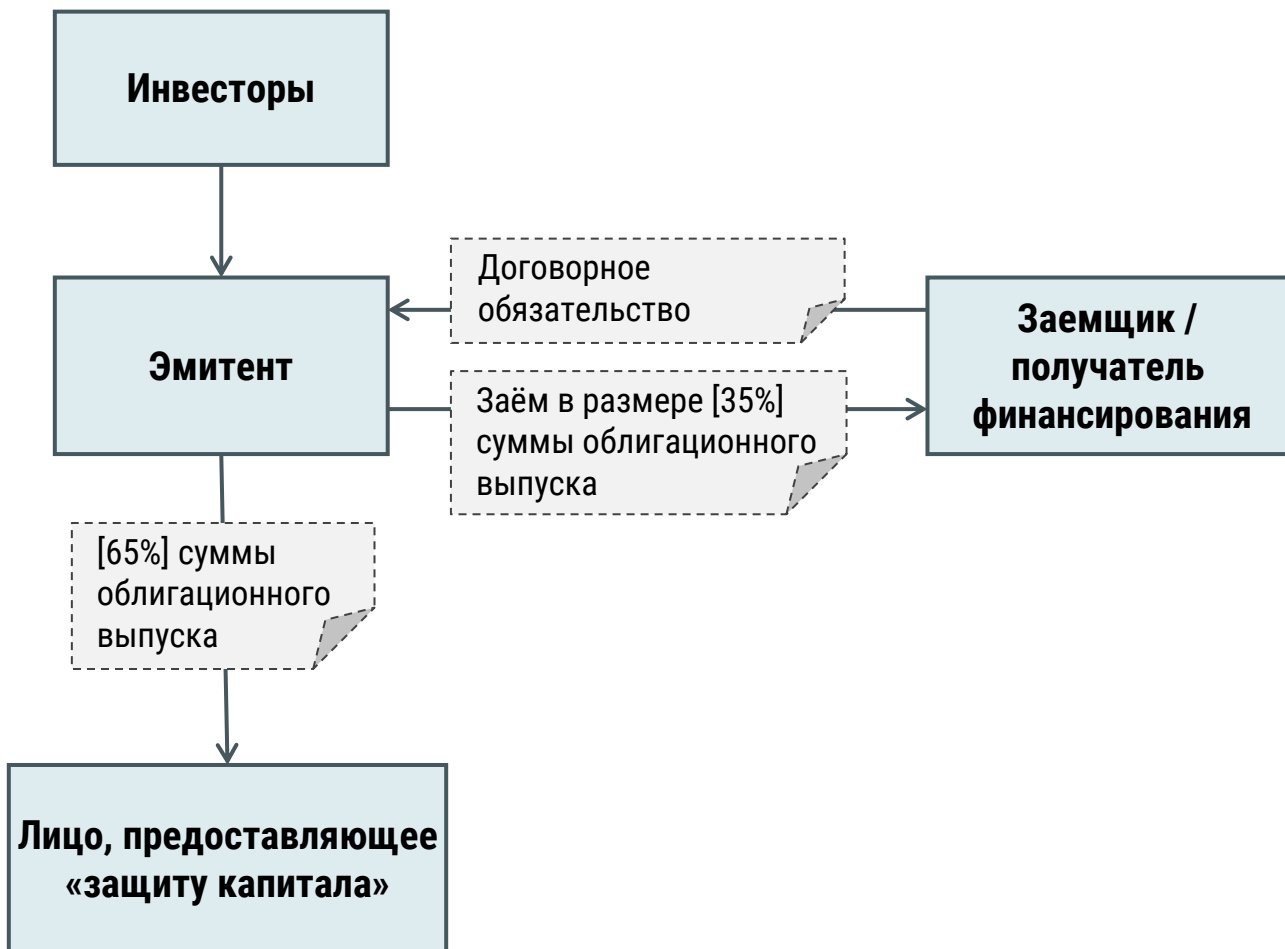 Инвесторы
Договорное
обязательство
Эмитент
Заемщик /
получатель
финансирования
Заём в размере [35%]
суммы облигационного
выпуска
[65%] суммы
облигационного
выпуска
Лицо, предоставляющее
«защиту капитала»